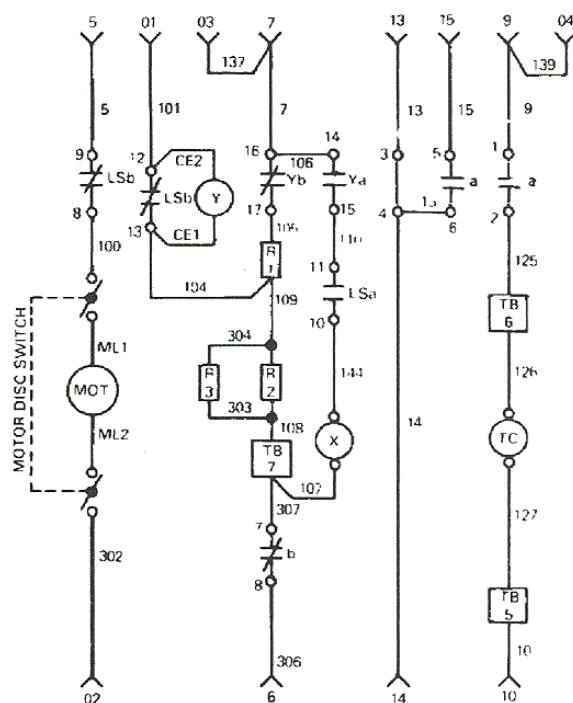 5 01 03 7 13 15 9 04
137 139
5 101 7 13 15 9
9 12 CE2 16 106 14 3 5 1
LSb LSb Y Yb Ya a a
8 13 CE1 17 15 4 15 6 2
100 105 110 125
R 1 11
104 109 LSa TB 6
10
ML1 304 144 126
MOT R 3 R 2 14 TC
ML2 303 108 X
MOTOR DISC SWITCH
TB 7 107 127
302 307
7
b
8 TB 5
306 10
02 6 14 10